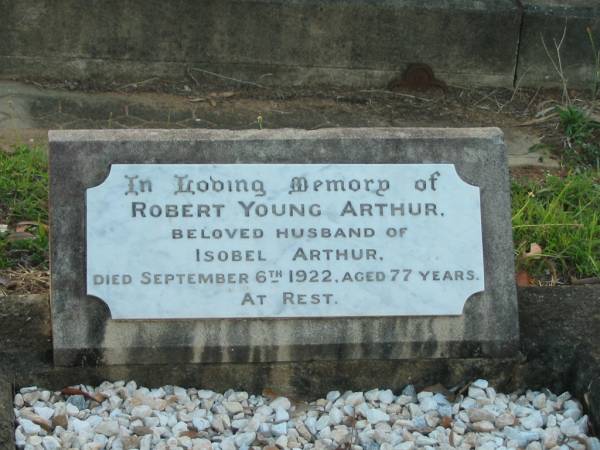 In Loving Memory of
ROBERT YOUNG ARTHUR.
BELOVED HUSBAND OF
ISOBEL ARTHUR,
DIED SEPTEMBER 6TH 1922, AGED 77 YEARS.
AT REST.